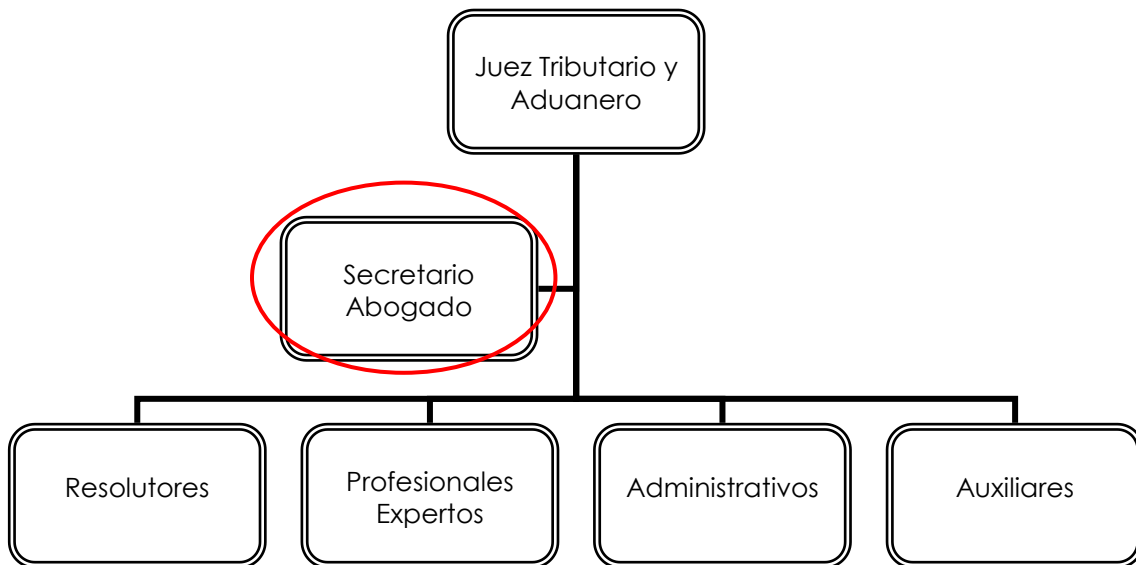 Juez Tributario y
Aduanero
Secretario
Abogado
Resolutores
Profesionales
Expertos
Administrativos
Auxiliares